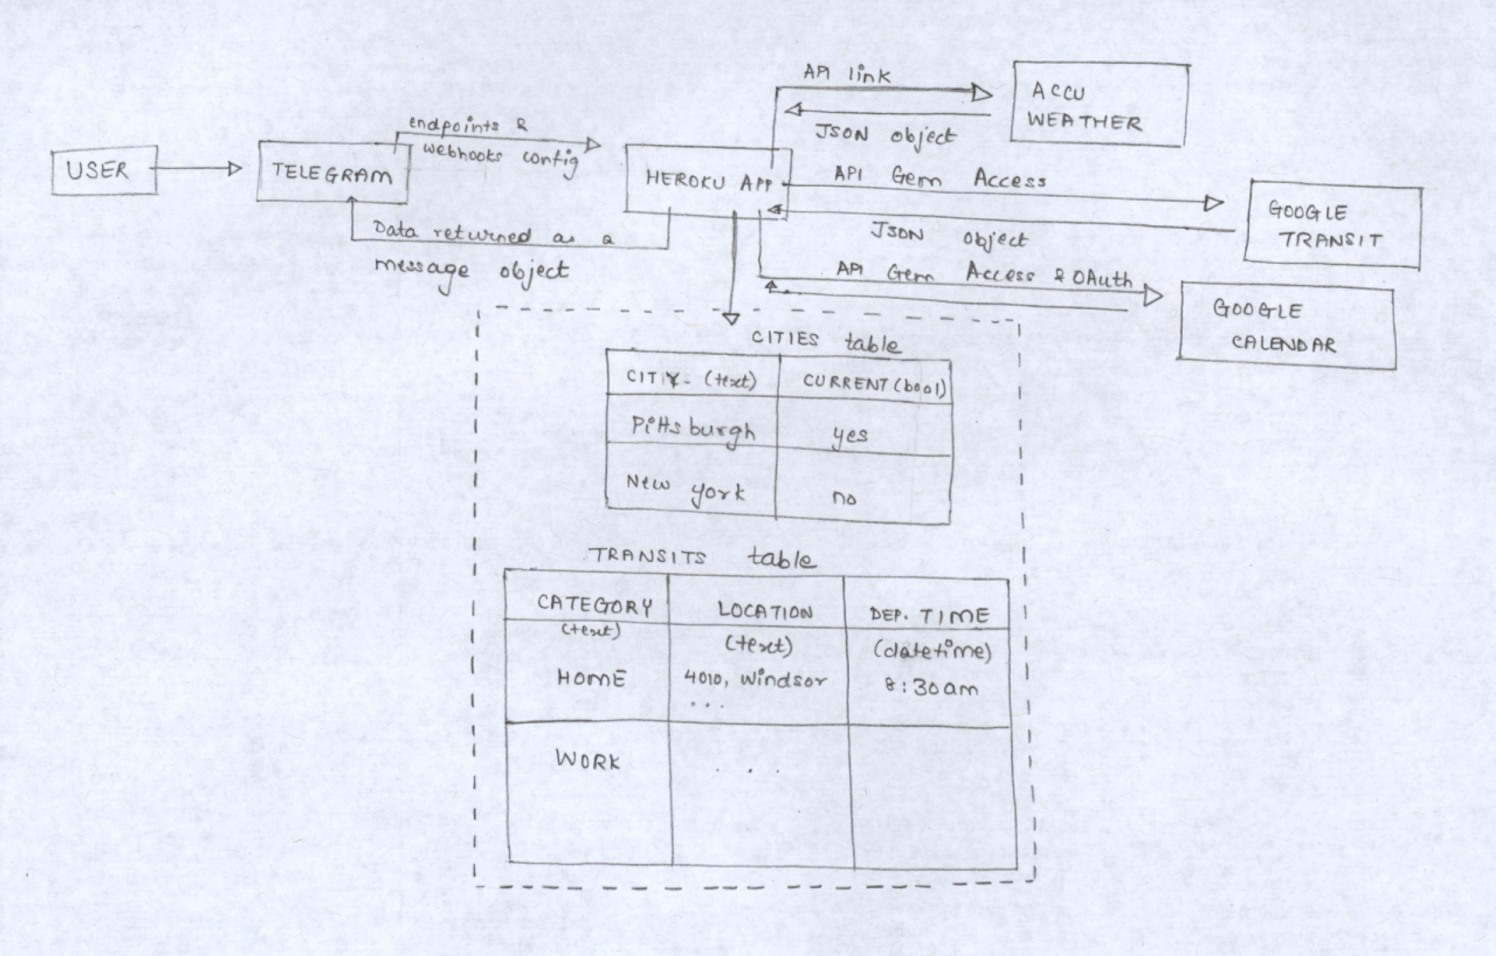 API link
ACCU
WEATHER
JSON object
endpoints &
webhooks config
USER
TELEGRAM
HEROKU APP
API Gem Access
GOOGLE
TRANSIT
JSON object
Data returned as a
message object
API Gem Access & OAuth
GOOGLE
CALENDAR
CITIES table
CITIY. (text) CURRENT (bool)
Pittsburgh yes
New york no
TRANSITS table
CATEGORY LOCATION DEP. TIME
(text) (text) (datetime)
HOME 4010, Windsor 8:30am
...
WORK ...